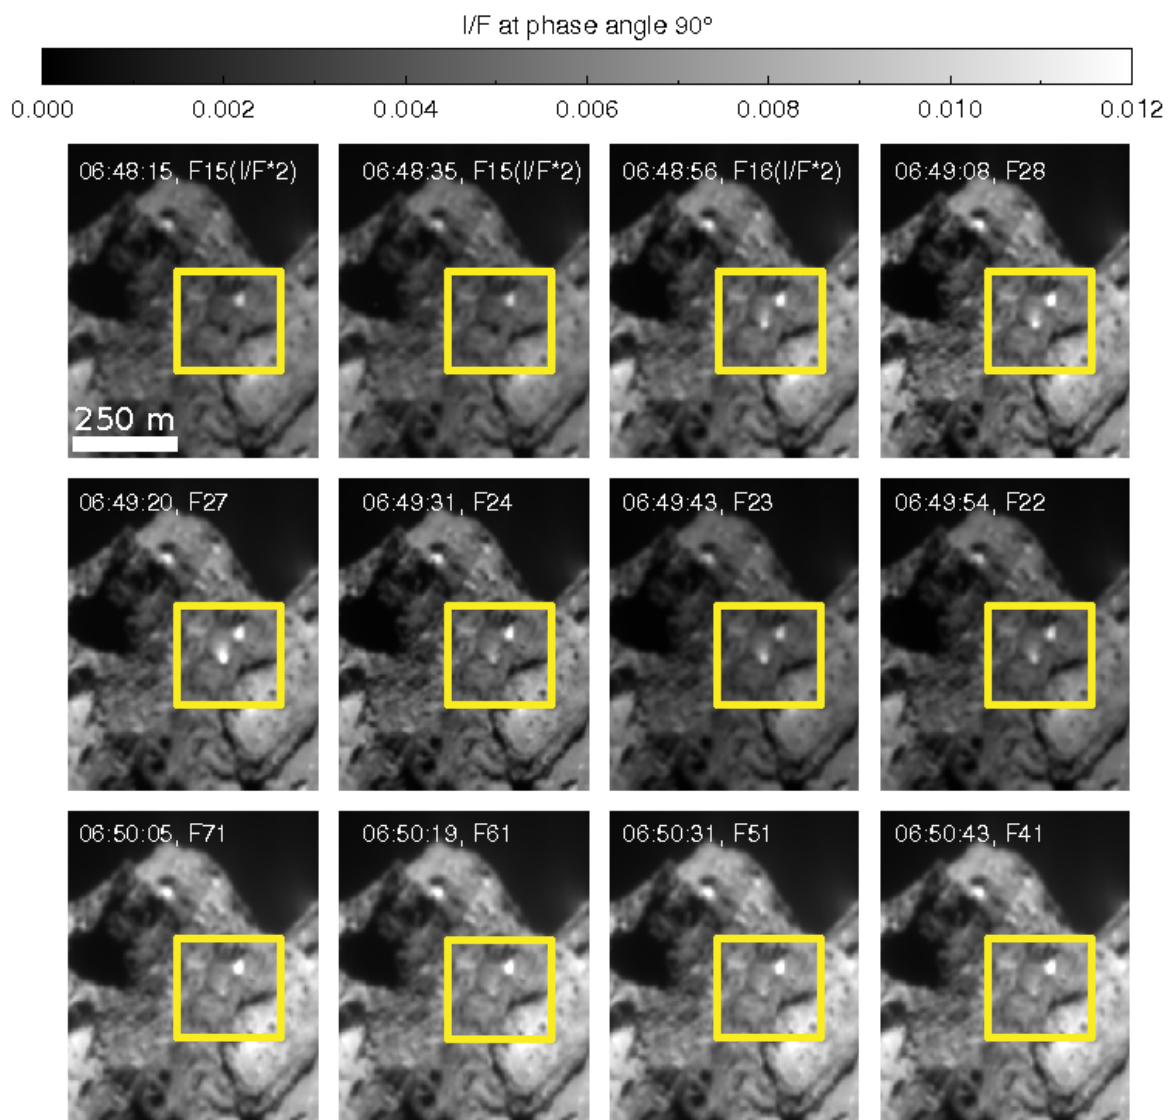 I/F at phase angle 90º
0.000 0.002 0.004 0.006 0.008 0.010 0.012
06:48:15, F15(I/F*2) 06:48:35, F15(I/F*2) 06:48:56, F16(I/F*2) 06:49:08, F28
250 m
06:49:20, F27 06:49:31, F24 06:49:43, F23 06:49:54, F22
06:50:05, F71 06:50:19, F61 06:50:31, F51 06:50:43, F41